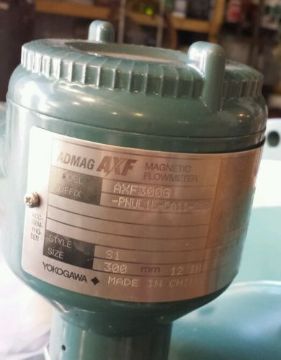 ADMAG AXF MAGNETIC FLOWMETER
MODEL AXF300G
SUFFIX
STYLE S1
SIZE 300 mm 12 IN
YOKOGAWA MADE IN CHINA